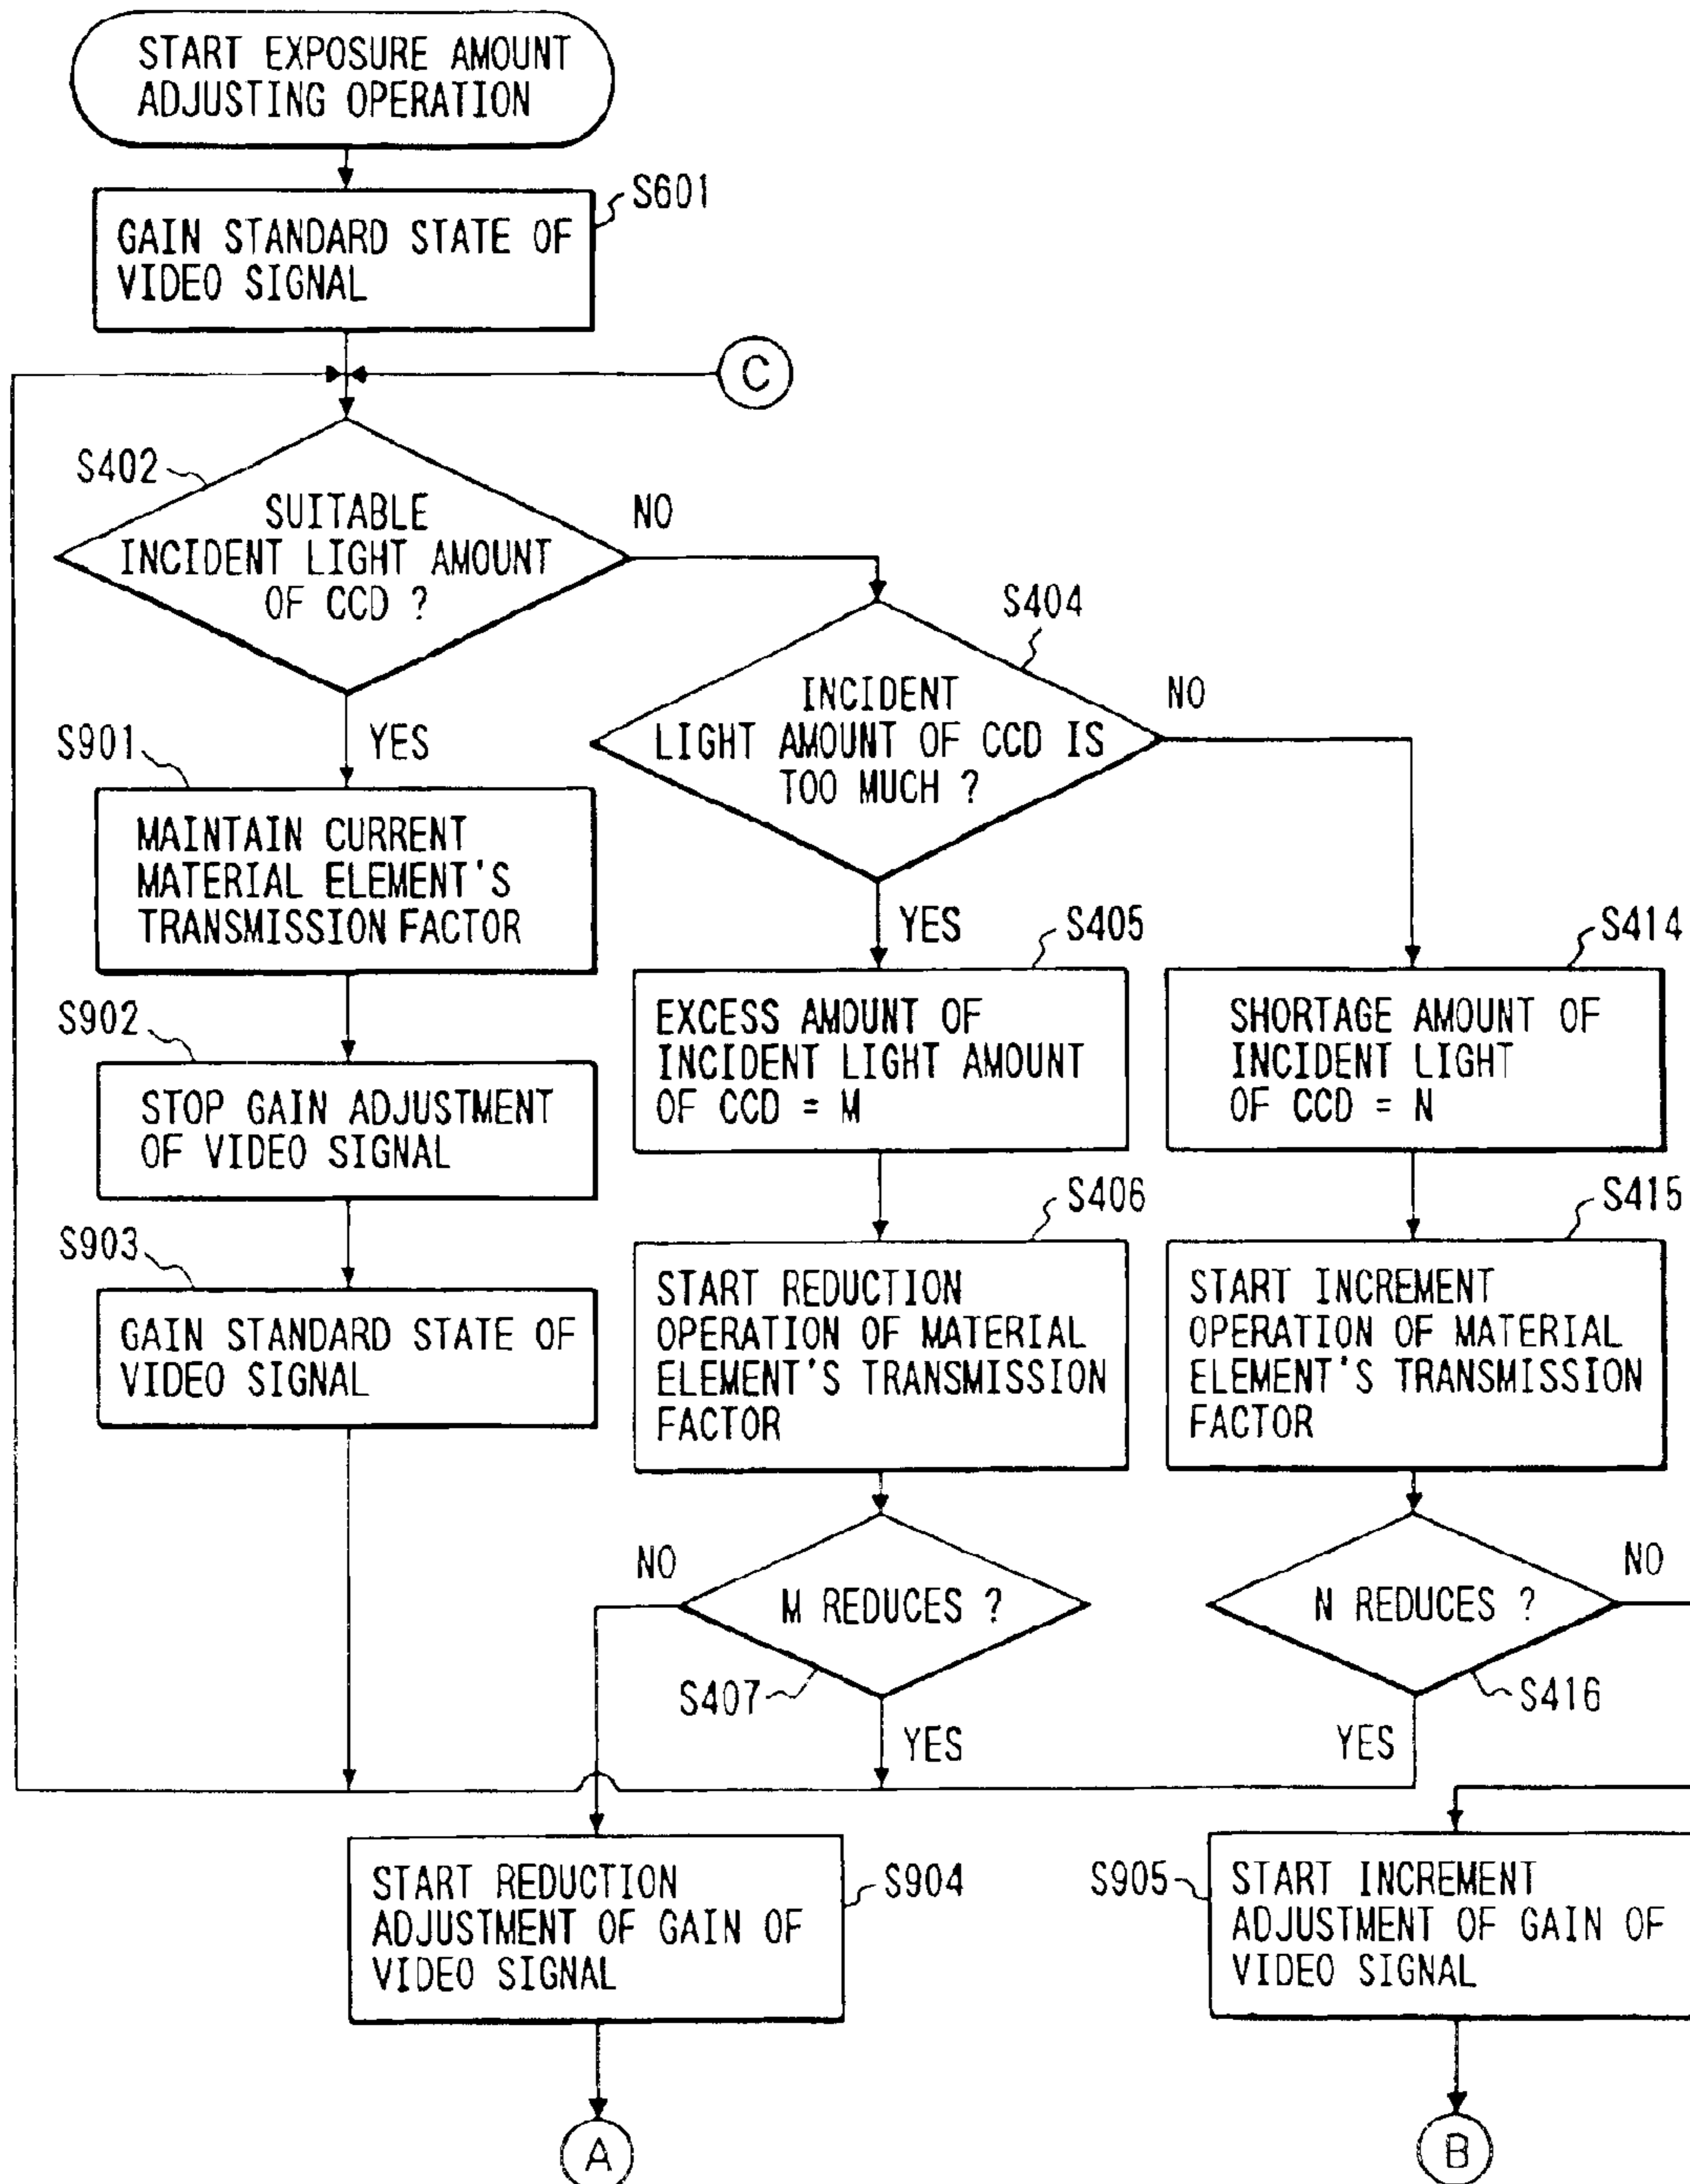 START EXPOSURE AMOUNT
ADJUSTING OPERATION
S601
GAIN STANDARD STATE OF
VIDEO SIGNAL
C
S402
SUITABLE
INCIDENT LIGHT AMOUNT
OF CCD ?
NO
YES
S404
INCIDENT
LIGHT AMOUNT OF CCD IS
TOO MUCH ?
NO
YES
S901
MAINTAIN CURRENT
MATERIAL ELEMENT'S
TRANSMISSION FACTOR
S405
EXCESS AMOUNT OF
INCIDENT LIGHT AMOUNT
OF CCD = M
S414
SHORTAGE AMOUNT OF
INCIDENT LIGHT
OF CCD = N
S902
STOP GAIN ADJUSTMENT
OF VIDEO SIGNAL
S406
START REDUCTION
OPERATION OF MATERIAL
ELEMENT'S TRANSMISSION
FACTOR
S415
START INCREMENT
OPERATION OF MATERIAL
ELEMENT'S TRANSMISSION
FACTOR
S903
GAIN STANDARD STATE OF
VIDEO SIGNAL
NO
M REDUCES ?
S407
YES
NO
N REDUCES ?
S416
YES
START REDUCTION
ADJUSTMENT OF GAIN OF
VIDEO SIGNAL
S904
S905
START INCREMENT
ADJUSTMENT OF GAIN OF
VIDEO SIGNAL
A
B